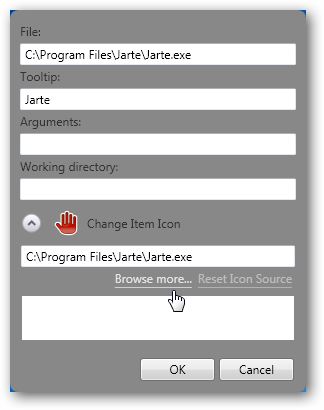 File:
C:\Program Files\Jarte\Jarte.exe
Tooltip:
Jarte
Arguments:
Working directory:
Change Item Icon
C:\Program Files\Jarte\Jarte.exe
Browse more... Reset Icon Source
OK Cancel